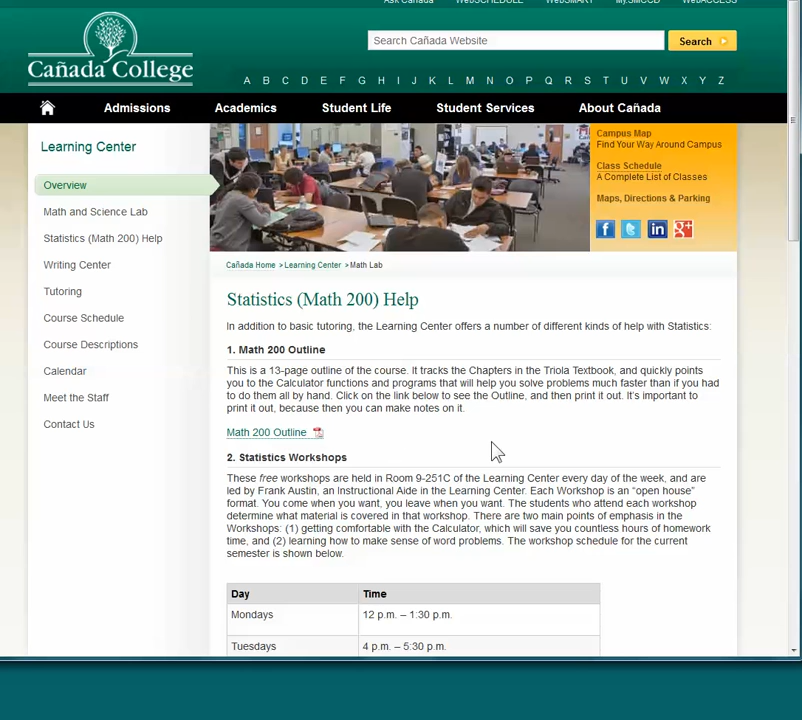 Ask Cañada WebSCHEDULE WebSMART My.SMCCD WebACCESS
Cañada College
Search Cañada Website
Search
A B C D E F G H I J K L M N O P Q R S T U V W X Y Z
Admissions Academics Student Life Student Services About Cañada
Learning Center
Overview
Math and Science Lab
Statistics (Math 200) Help
Writing Center
Tutoring
Course Schedule
Course Descriptions
Calendar
Meet the Staff
Contact Us
Campus Map
Find Your Way Around Campus
Class Schedule
A Complete List of Classes
Maps, Directions & Parking
Cañada Home > Learning Center > Math Lab
Statistics (Math 200) Help
In addition to basic tutoring, the Learning Center offers a number of different kinds of help with Statistics:
1. Math 200 Outline
This is a 13-page outline of the course. It tracks the Chapters in the Triola Textbook, and quickly points
you to the Calculator functions and programs that will help you solve problems much faster than if you had
to do them all by hand. Click on the link below to see the Outline, and then print it out. It's important to
print it out, because then you can make notes on it.
Math 200 Outline
2. Statistics Workshops
These free workshops are held in Room 9-251C of the Learning Center every day of the week, and are
led by Frank Austin, an Instructional Aide in the Learning Center. Each Workshop is an “open house”
format. You come when you want, you leave when you want. The students who attend each workshop
determine what material is covered in that workshop. There are two main points of emphasis in the
Workshops: (1) getting comfortable with the Calculator, which will save you countless hours of homework
time, and (2) learning how to make sense of word problems. The workshop schedule for the current
semester is shown below.
Day Time
Mondays 12 p.m. – 1:30 p.m.
Tuesdays 4 p.m. – 5:30 p.m.